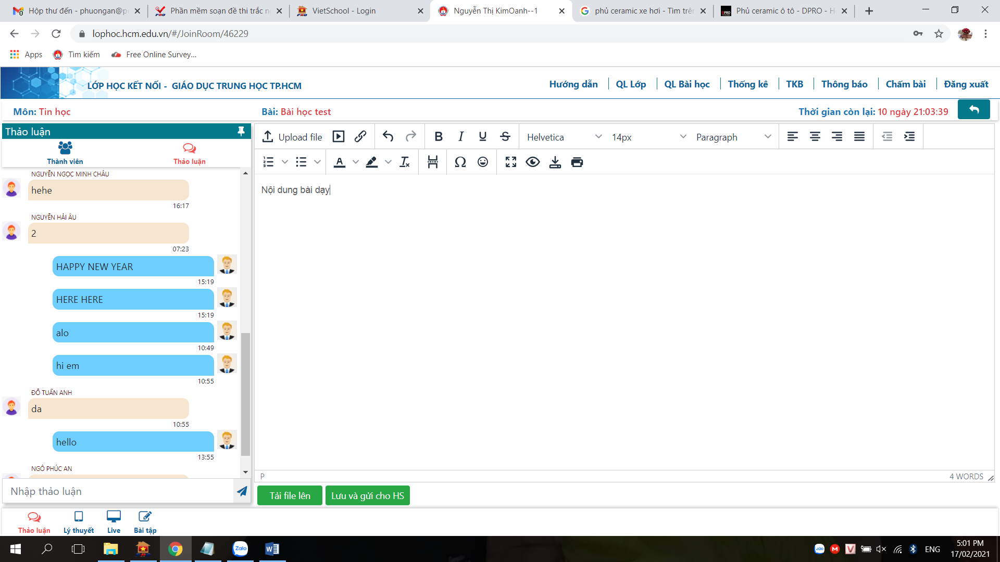 Hộp thư đến - phuongan@p
Phần mềm soạn đề thi trắc n
VietSchool - Login
Nguyễn Thị KimOanh--1
phủ ceramic xe hơi - Tìm trên
Phủ ceramic ô tô - DPRO - H
lophoc.hcm.edu.vn/#/JoinRoom/46229
Apps
Tìm kiếm
Free Online Survey...
LỚP HỌC KẾT NỐI - GIÁO DỤC TRUNG HỌC TP.HCM
Hướng dẫn
QL Lớp
QL Bài học
Thống kê
TKB
Thông báo
Chấm bài
Đăng xuất
Môn: Tin học
Bài: Bài học test
Thời gian còn lại: 10 ngày 21:03:39
Thảo luận
Thành viên
Thảo luận
NGUYỄN NGỌC MINH CHÂU
hehe
16:17
NGUYỄN HẢI ÂU
2
07:23
HAPPY NEW YEAR
15:19
HERE HERE
15:19
alo
10:49
hi em
10:55
ĐỖ TUẤN ANH
da
10:55
hello
13:55
NGÔ PHÚC AN
Nhập thảo luận
Upload file
B I U S
Helvetica
14px
Paragraph
Nội dung bài dạy
P
4 WORDS
Tải file lên
Lưu và gửi cho HS
Thảo luận
Lý thuyết
Live
Bài tập
Zalo
ENG
5:01 PM
17/02/2021